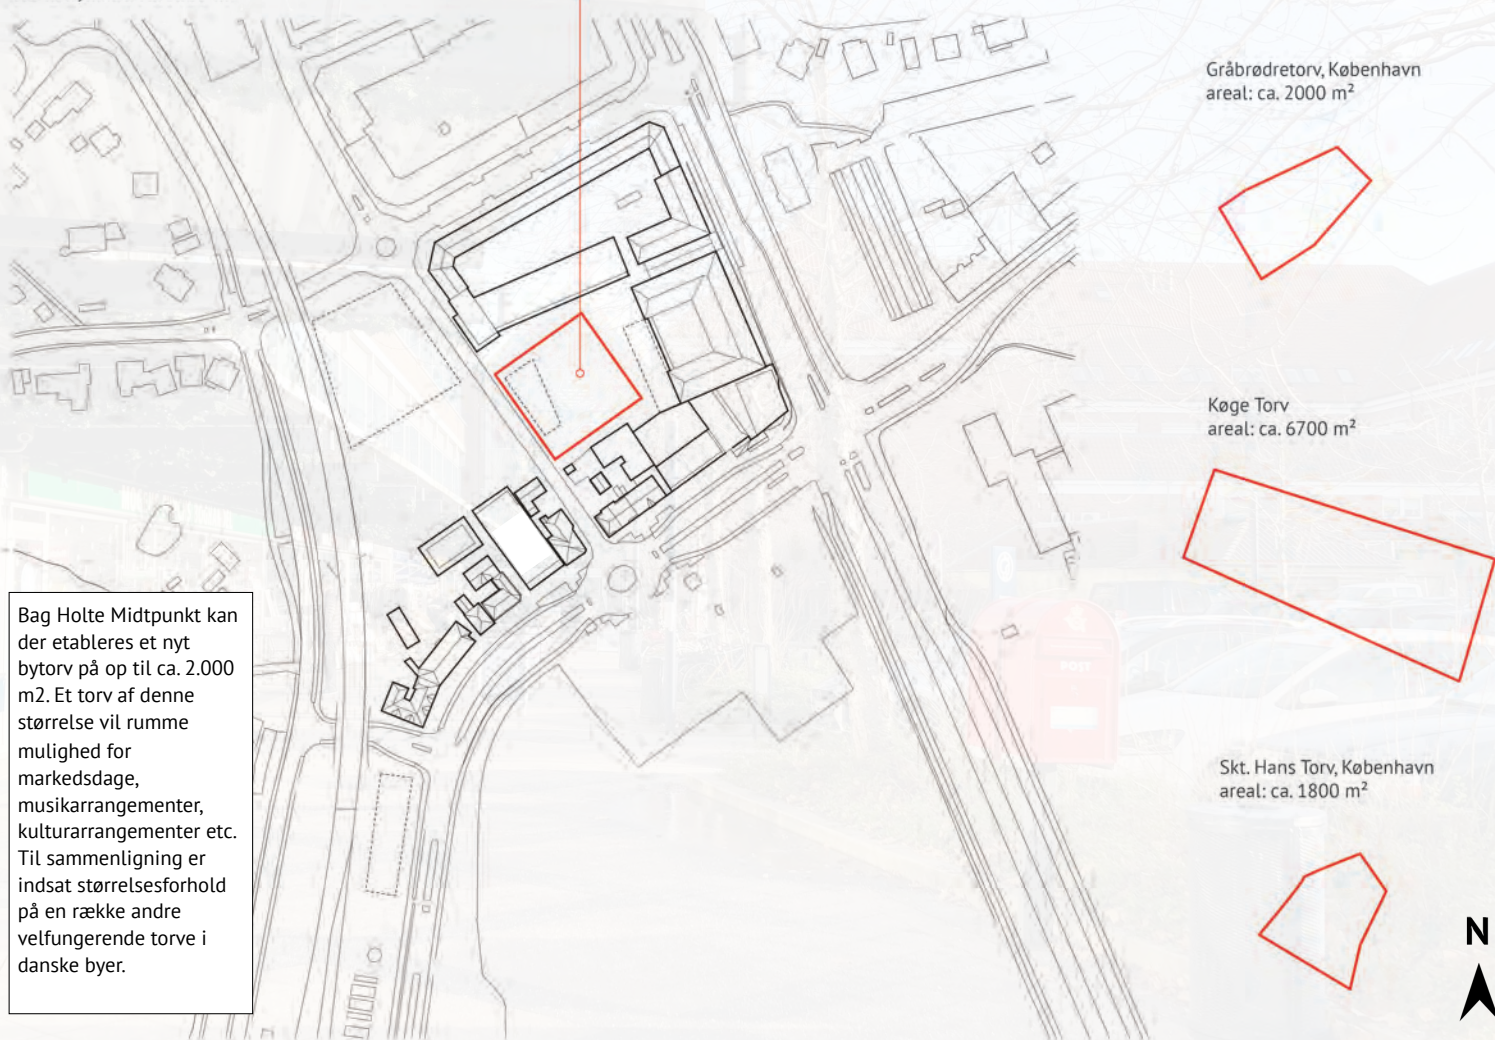 Gråbrødretorv, København
areal: ca. 2000 m²
Køge Torv
areal: ca. 6700 m²
Bag Holte Midtpunkt kan
der etableres et nyt
bytorv på op til ca. 2.000
m2. Et torv af denne
størrelse vil rumme
mulighed for
markedsdage,
musikarrangementer,
kulturarrangementer etc.
Til sammenligning er
indsat størrelsesforhold
på en række andre
velfungerende torve i
danske byer.
POST
Skt. Hans Torv, København
areal: ca. 1800 m²
N